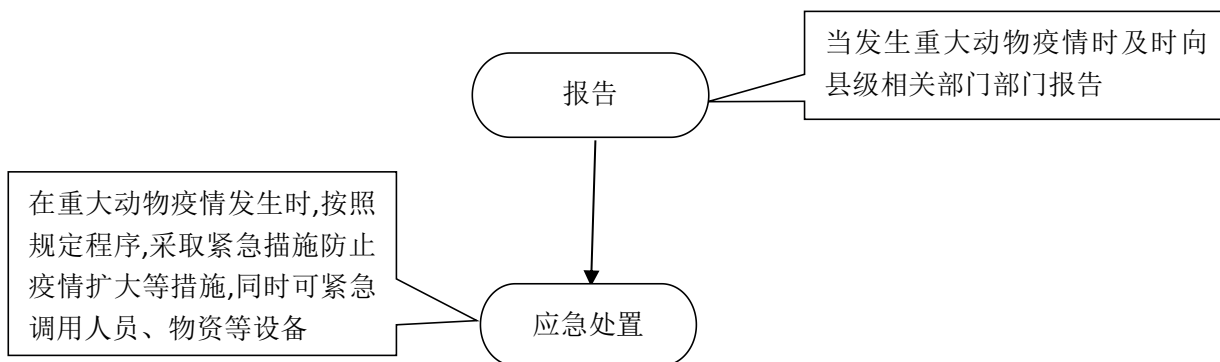 当发生重大动物疫情时及时向
县级相关部门部门报告
报告
在重大动物疫情发生时,按照
规定程序,采取紧急描施防止
疫情扩大等措施,同时可紧急
调用人员、物资等设备
应急处置